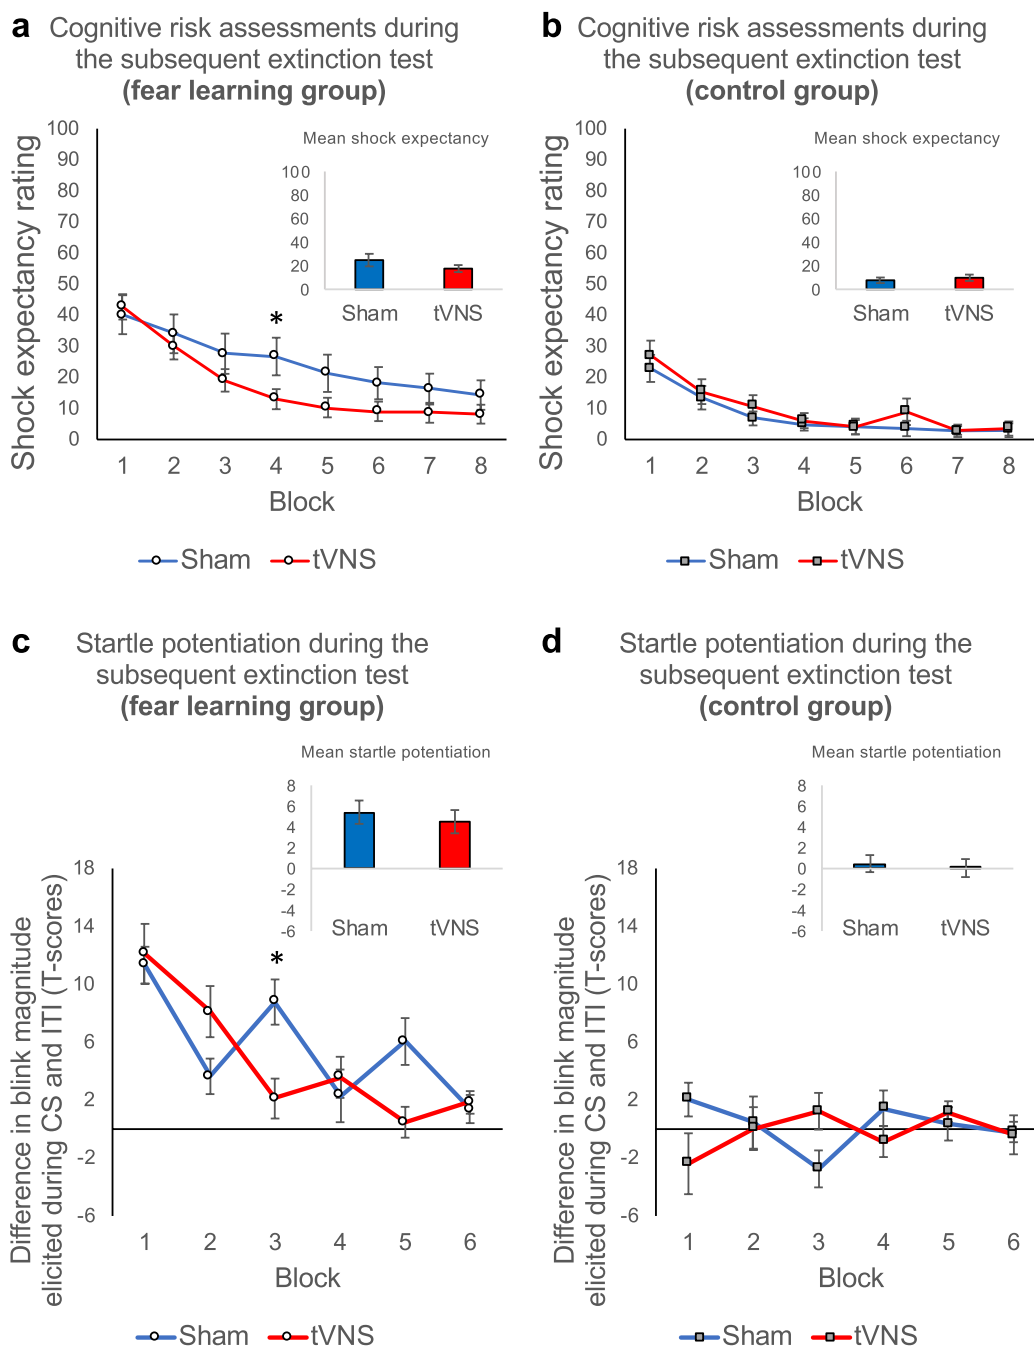 a Cognitive risk assessments during
the subsequent extinction test
(fear learning group)
Shock expectancy rating
100
90
80
70
60
50
40
30
20
10
0
Mean shock expectancy
100
80
60
40
20
0
Sham tVNS
*
1 2 3 4 5 6 7 8
Block
Sham tVNS
b Cognitive risk assessments during
the subsequent extinction test
(control group)
Shock expectancy rating
100
90
80
70
60
50
40
30
20
10
0
Mean shock expectancy
100
80
60
40
20
0
Sham tVNS
1 2 3 4 5 6 7 8
Block
Sham tVNS
c Startle potentiation during the
subsequent extinction test
(fear learning group)
Difference in blink magnitude
elicited during CS and ITI (T-scores)
18
14
10
6
2
-2
-6
Mean startle potentiation
8
6
4
2
0
-2
-4
-6
Sham tVNS
*
1 2 3 4 5 6
Block
Sham tVNS
d Startle potentiation during the
subsequent extinction test
(control group)
Difference in blink magnitude
elicited during CS and ITI (T-scores)
18
14
10
6
2
-2
-6
Mean startle potentiation
8
6
4
2
0
-2
-4
-6
Sham tVNS
1 2 3 4 5 6
Block
Sham tVNS